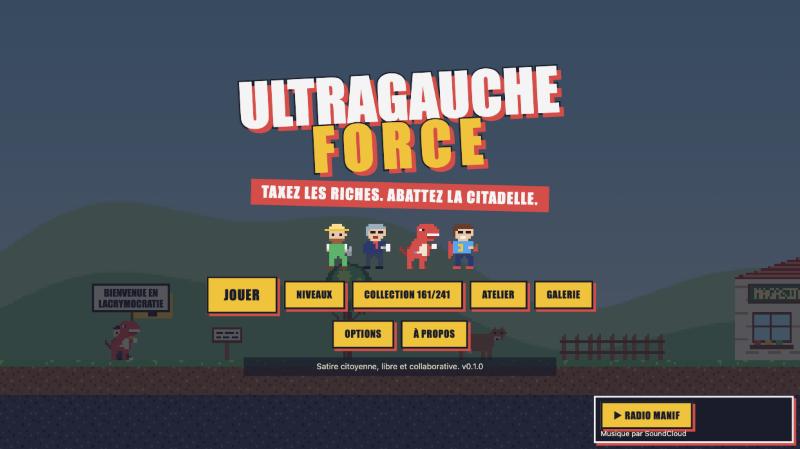 ULTRAGAUCHE
FORCE
TAXEZ LES RICHES. ABATTEZ LA CITADELLE.
BIENVENUE EN
LACRYMOCRATIE
JOUER
NIVEAUX
COLLECTION 161/241
ATELIER
GALERIE
MAGASIN
OPTIONS
À PROPOS
Satire citoyenne, libre et collaborative. v0.1.0
▶ RADIO MANIF
Musique par SoundCloud